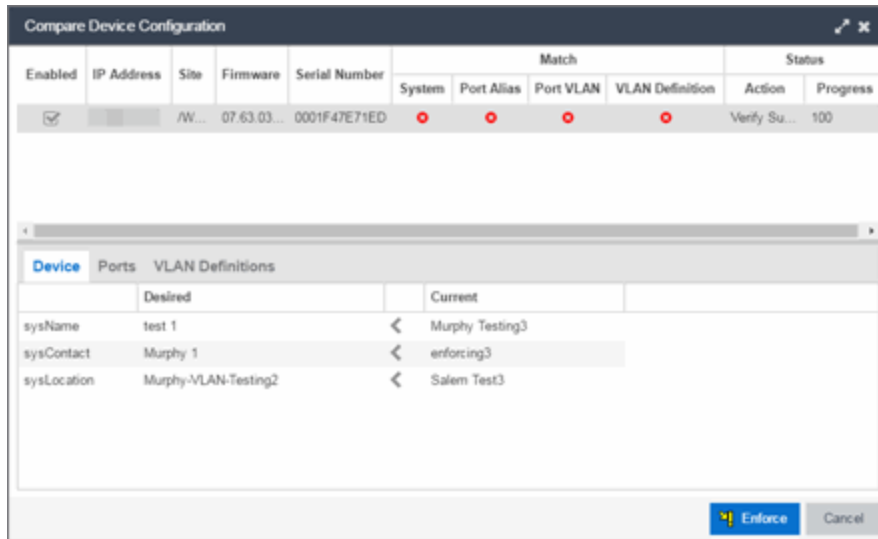 Compare Device Configuration
Enabled IP Address Site Firmware Serial Number Match Status
System Port Alias Port VLAN VLAN Definition Action Progress
/W... 07.63.03... 0001F47E71ED Verify Su... 100
Device Ports VLAN Definitions
Desired Current
sysName test 1 Murphy Testing3
sysContact Murphy 1 enforcing3
sysLocation Murphy-VLAN-Testing2 Salem Test3
Enforce Cancel